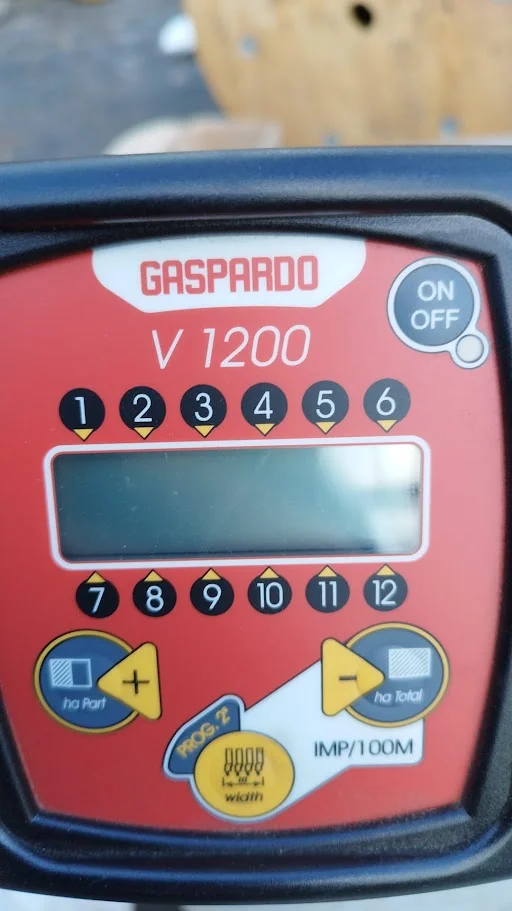 GASPARDO
ON
OFF
V 1200
1 2 3 4 5 6
7 8 9 10 11 12
+
-
ha Part
ha Total
PROG. 2°
IMP/100M
m
width